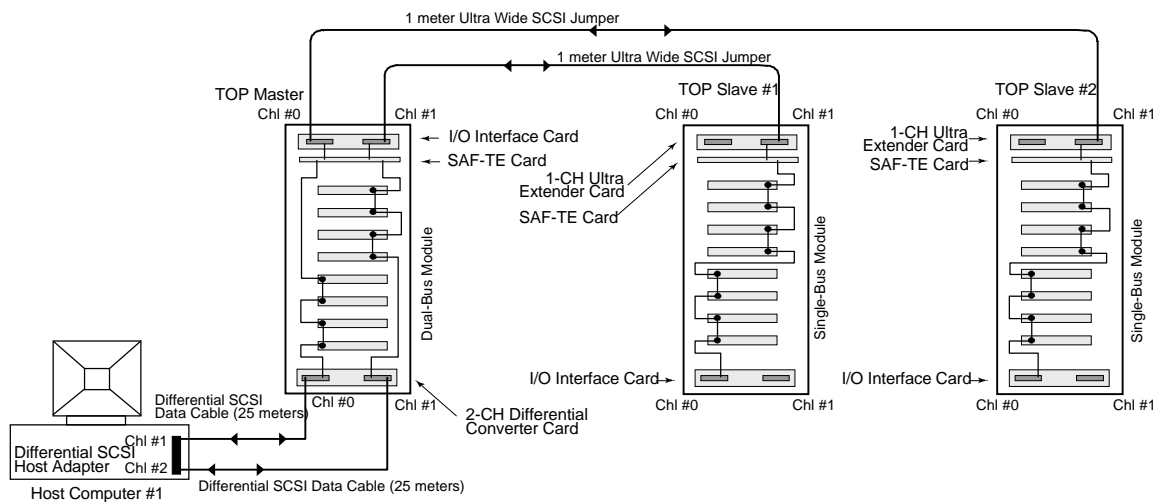 1 meter Ultra Wide SCSI Jumper
1 meter Ultra Wide SCSI Jumper
TOP Master
Chl #0
Chl #1
I/O Interface Card
SAF-TE Card
Dual-Bus Module
Chl #0
Chl #1
2-CH Differential
Converter Card
TOP Slave #1
Chl #0
Chl #1
1-CH Ultra
Extender Card
SAF-TE Card
Single-Bus Module
I/O Interface Card
Chl #0
Chl #1
TOP Slave #2
Chl #0
Chl #1
1-CH Ultra
Extender Card
SAF-TE Card
Single-Bus Module
I/O Interface Card
Chl #0
Chl #1
Differential SCSI
Data Cable (25 meters)
Chl #1
Differential SCSI
Host Adapter
Chl #2
Differential SCSI Data Cable (25 meters)
Host Computer #1